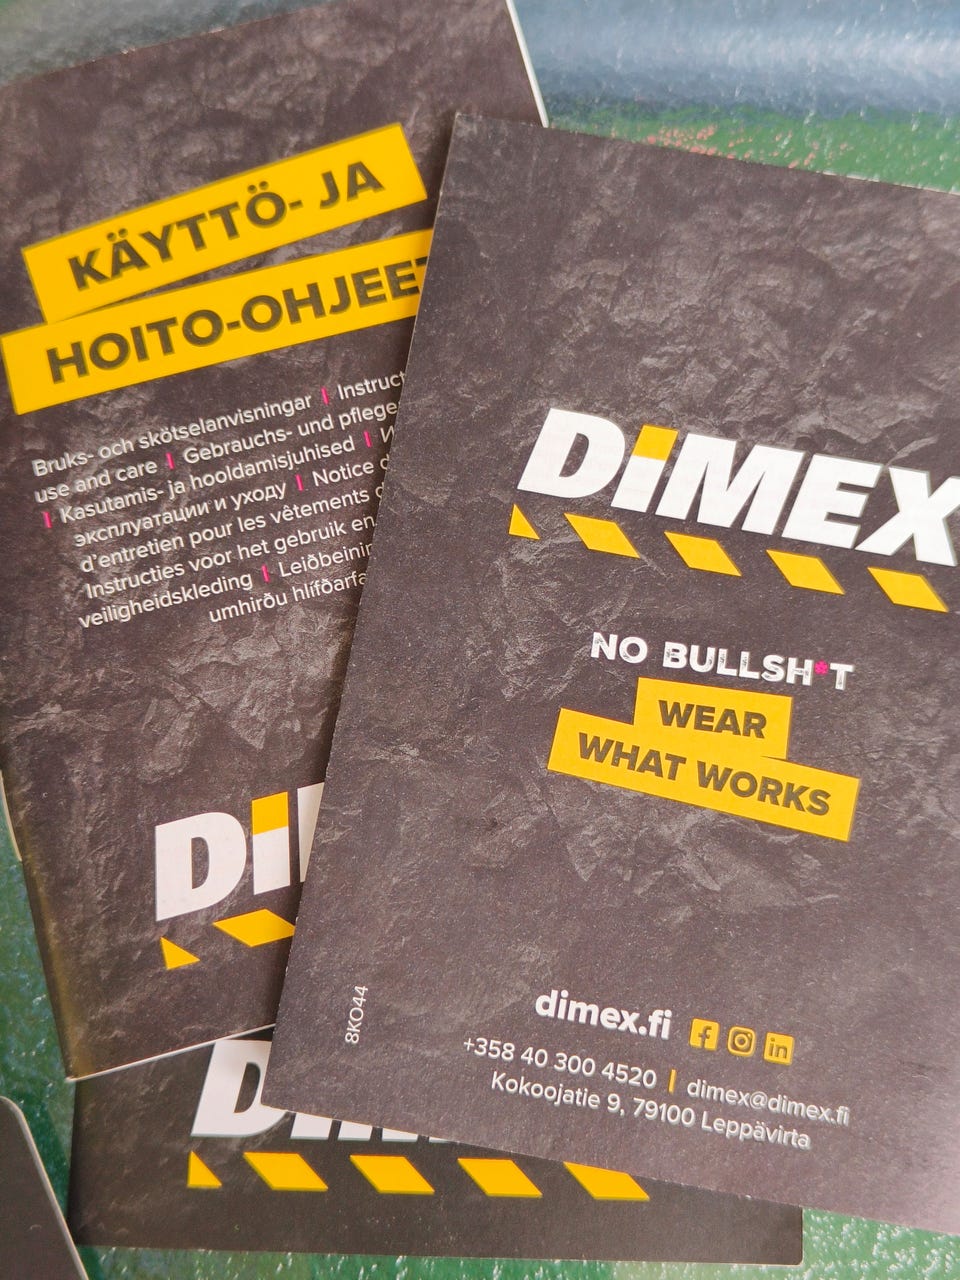 KÄYTTÖ- JA
HOITO-OHJEET
Bruks- och skötselanvisningar | Instruct
use and care | Gebrauchs- und pflege
| Kasutamis- ja hooldamisjuhised | И
эксплуатации и уходу | Notice d
d'entretien pour les vêtements d
Instructies voor het gebruik en
veiligheidskleding | Leiðbeinin
umhirðu hlífðarfa
Di
DiMEX
NO BULLSH*T
WEAR
WHAT WORKS
8KO44
dimex.fi
+358 40 300 4520 | dimex@dimex.fi
Kokoojatie 9, 79100 Leppävirta